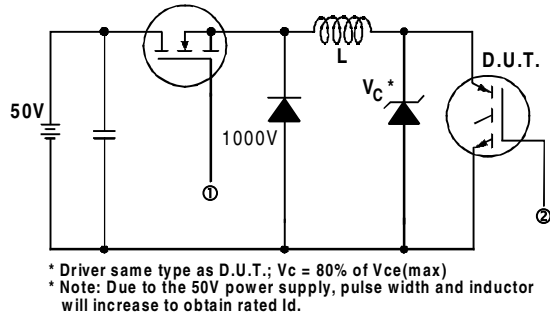 D.U.T.
L
V_C *
50V
1000V
①
②
* Driver same type as D.U.T.; Vc = 80% of Vce(max)
* Note: Due to the 50V power supply, pulse width and inductor
will increase to obtain rated Id.